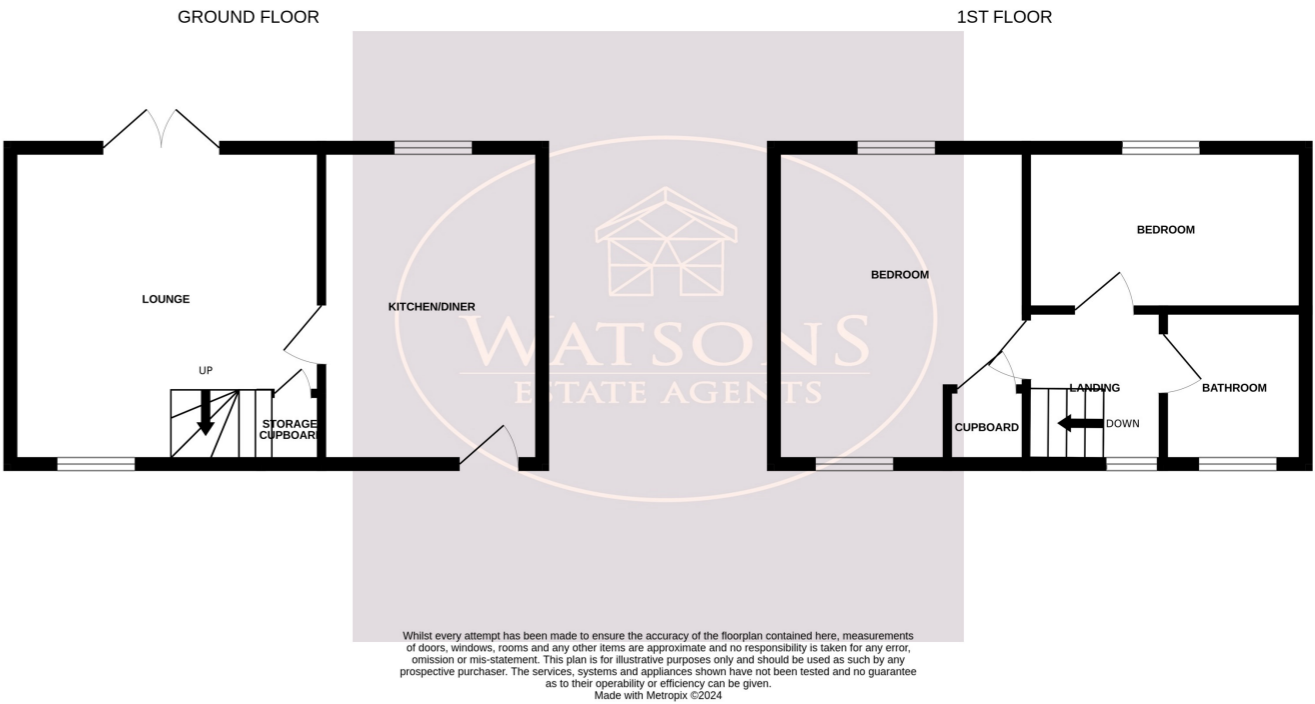 GROUND FLOOR
1ST FLOOR
LOUNGE
KITCHEN/DINER
UP
STORAGE
CUPBOARD
BEDROOM
BEDROOM
LANDING
BATHROOM
CUPBOARD
DOWN
WATSONS
ESTATE AGENTS
Whilst every attempt has been made to ensure the accuracy of the floorplan contained here, measurements
of doors, windows, rooms and any other items are approximate and no responsibility is taken for any error,
omission or mis-statement. This plan is for illustrative purposes only and should be used as such by any
prospective purchaser. The services, systems and appliances shown have not been tested and no guarantee
as to their operability or efficiency can be given.
Made with Metropix ©2024